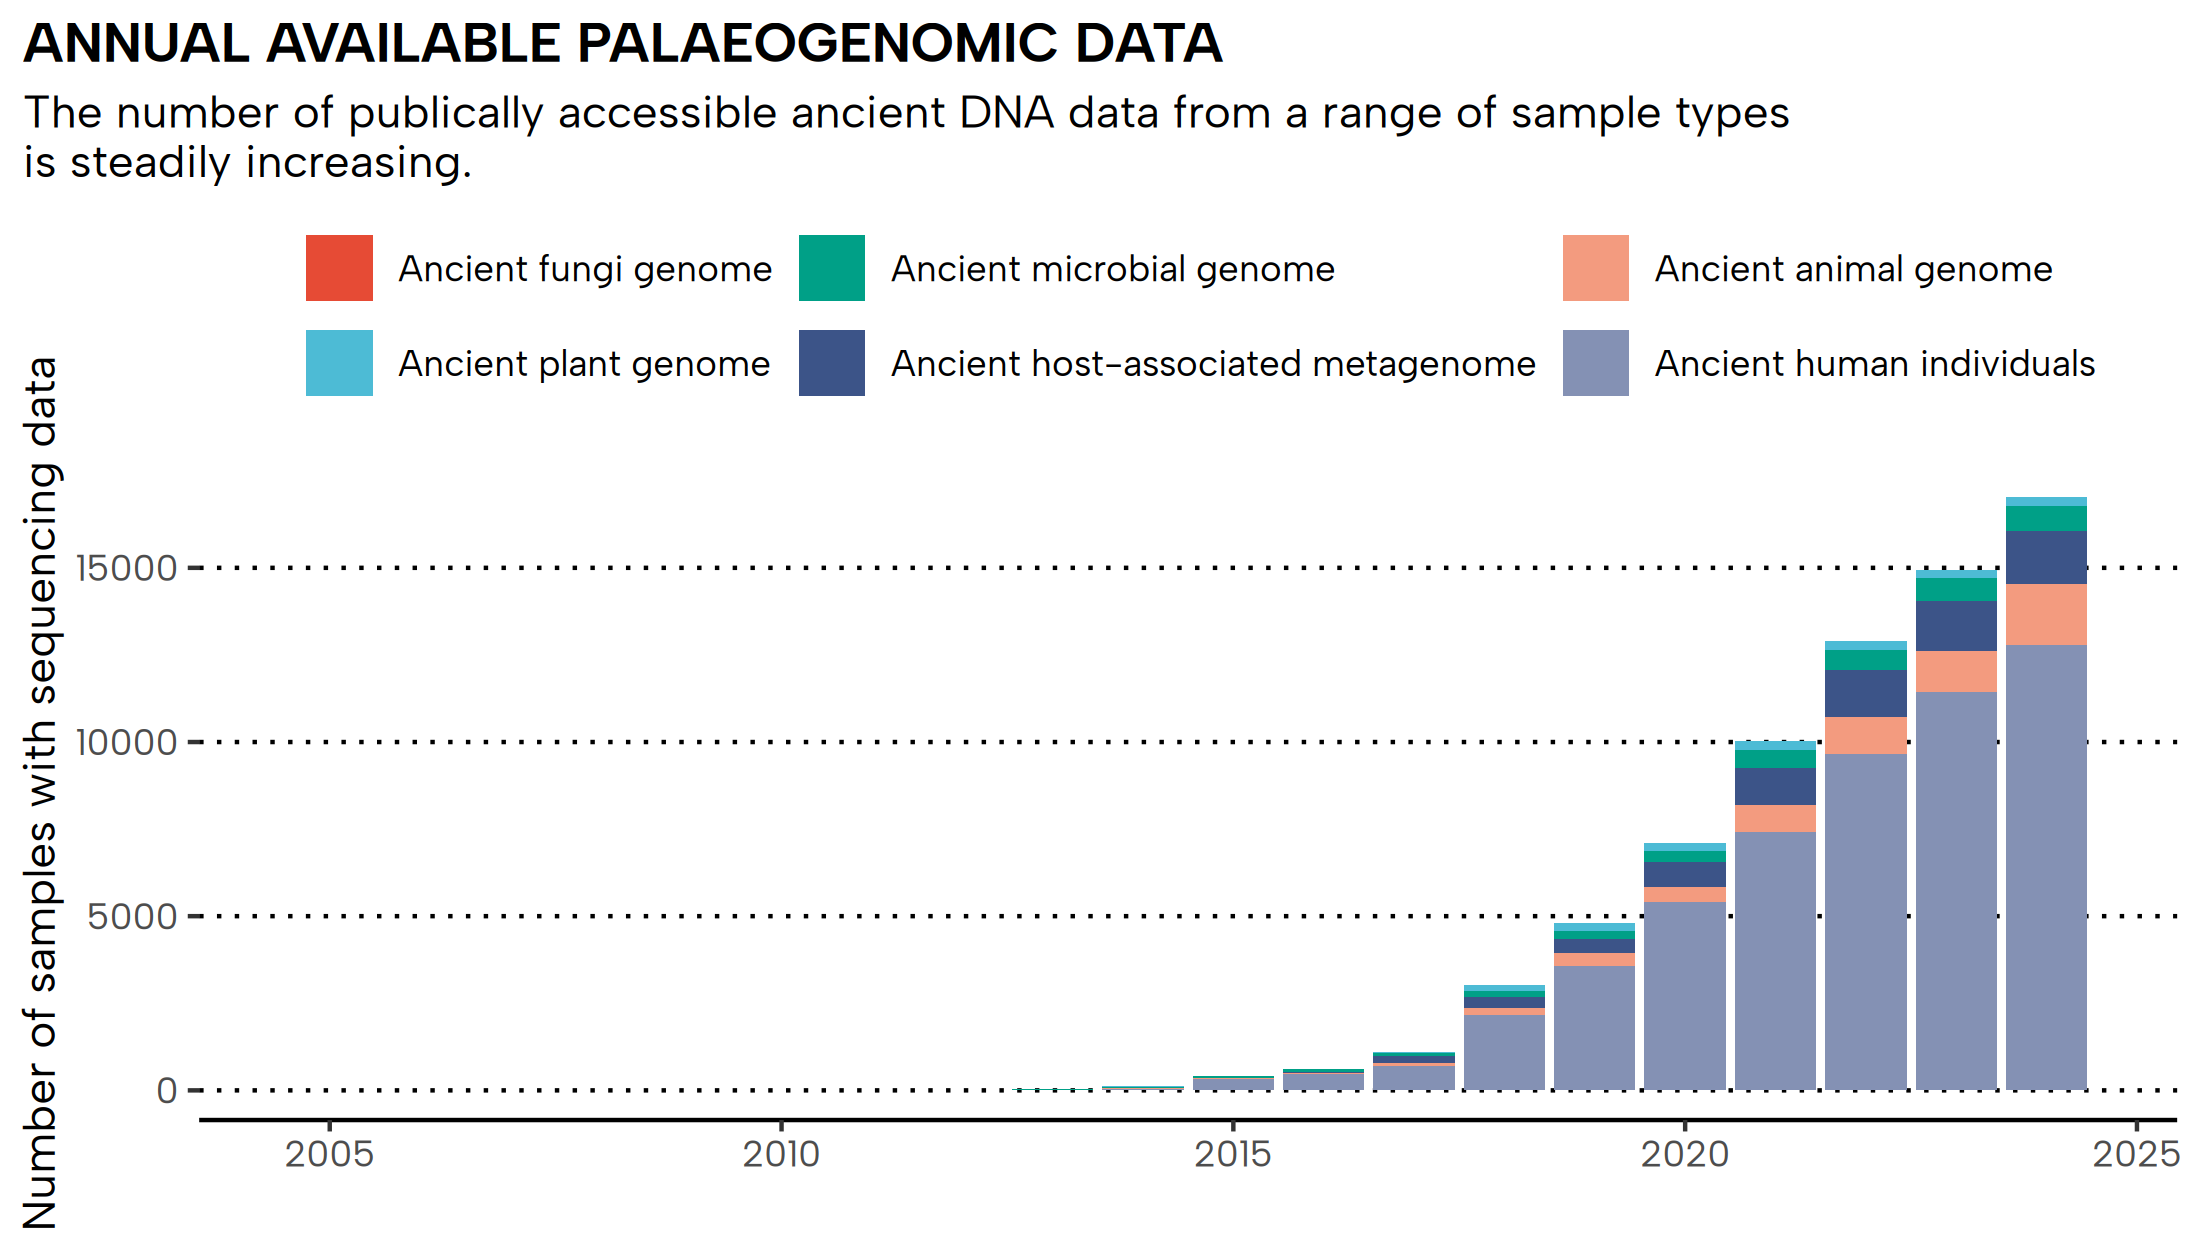 ANNUAL AVAILABLE PALAEOGENOMIC DATA
The number of publically accessible ancient DNA data from a range of sample types
is steadily increasing.
Ancient fungi genome
Ancient microbial genome
Ancient animal genome
Ancient plant genome
Ancient host-associated metagenome
Ancient human individuals
Number of samples with sequencing data
15000
10000
5000
0
2005
2010
2015
2020
2025